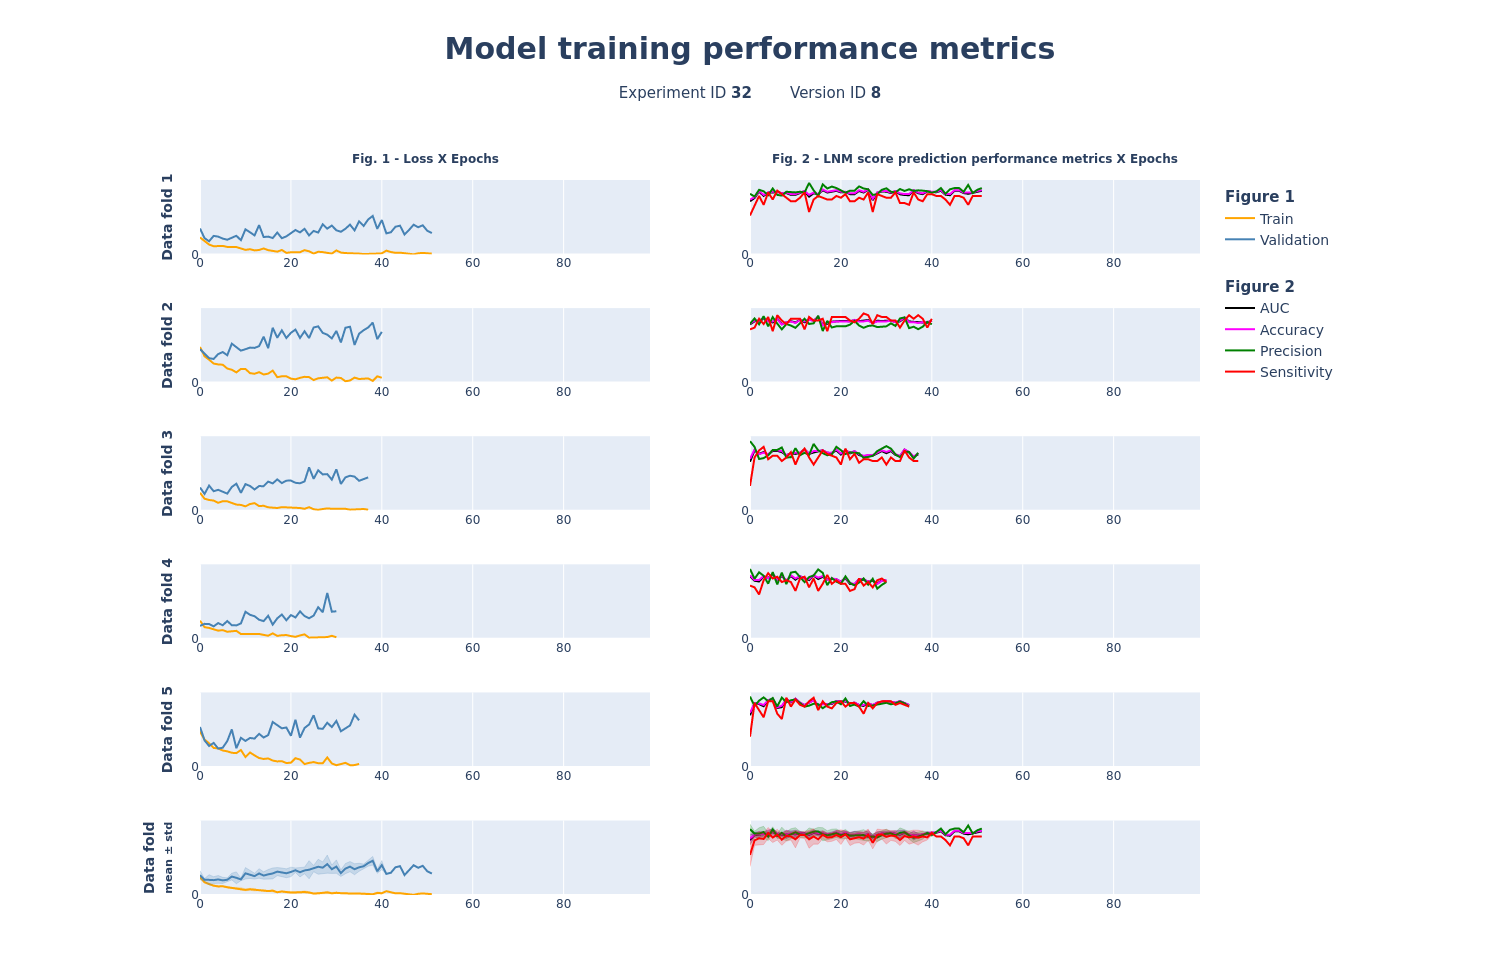 Model training performance metrics
Experiment ID 32 Version ID 8
Fig. 1 - Loss X Epochs
Fig. 2 - LNM score prediction performance metrics X Epochs
Data fold 1
0
0 20 40 60 80
0
0 20 40 60 80
Figure 1
Train
Validation
Figure 2
AUC
Accuracy
Precision
Sensitivity
Data fold 2
0
0 20 40 60 80
0
0 20 40 60 80
Data fold 3
0
0 20 40 60 80
0
0 20 40 60 80
Data fold 4
0
0 20 40 60 80
0
0 20 40 60 80
Data fold 5
0
0 20 40 60 80
0
0 20 40 60 80
Data fold
mean ± std
0
0 20 40 60 80
0
0 20 40 60 80